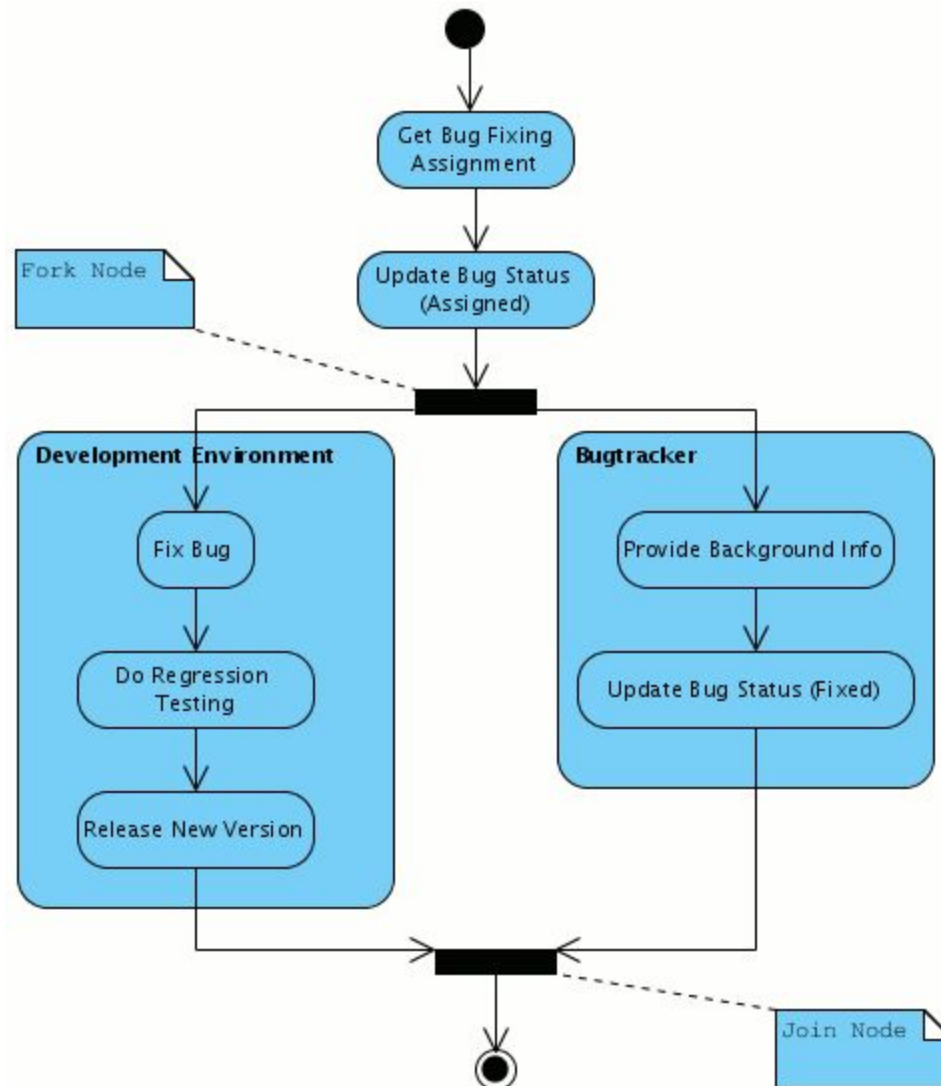 Get Bug Fixing
Assignment
Fork Node
Update Bug Status
(Assigned)
Development Environment
Bugtracker
Fix Bug
Provide Background Info
Do Regression
Testing
Update Bug Status (Fixed)
Release New Version
Join Node